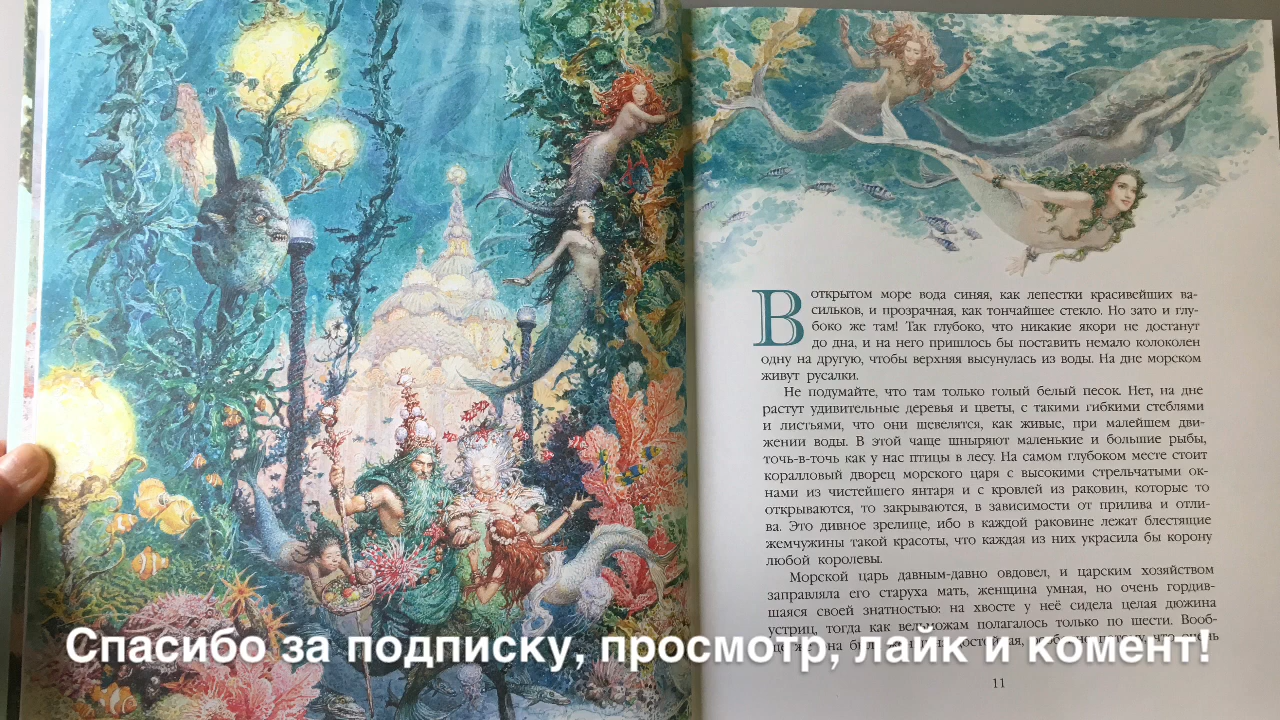 В открытом море вода синяя, как лепестки красивейших ва-
сильков, и прозрачная, как тончайшее стекло. Но зато и глу-
боко же там! Так глубоко, что никакие якори не достанут
до дна, и на него пришлось бы поставить немало колоколен
одну на другую, чтобы верхняя высунулась из воды. На дне морском
живут русалки.
Не подумайте, что там только голый белый песок. Нет, на дне
растут удивительные деревья и цветы, с такими гибкими стеблями
и листьями, что они шевелятся, как живые, при малейшем дви-
жении воды. В этой чаще шныряют маленькие и большие рыбы,
точь-в-точь как у нас птицы в лесу. На самом глубоком месте стоит
коралловый дворец морского царя с высокими стрельчатыми ок-
нами из чистейшего янтаря и с кровлей из раковин, которые то
открываются, то закрываются, в зависимости от прилива и отли-
ва. Это дивное зрелище, ибо в каждой раковине лежат блестящие
жемчужины такой красоты, что каждая из них украсила бы корону
любой королевы.
Морской царь давным-давно овдовел, и царским хозяйством
заправляла его старуха мать, женщина умная, но очень гордив-
шаяся своей знатностью: на хвосте у неё сидела целая дюжина
устриц, тогда как вельможам полагалось только по шести. Вооб-
Спасибо за подписку, просмотр, лайк и комент!
11